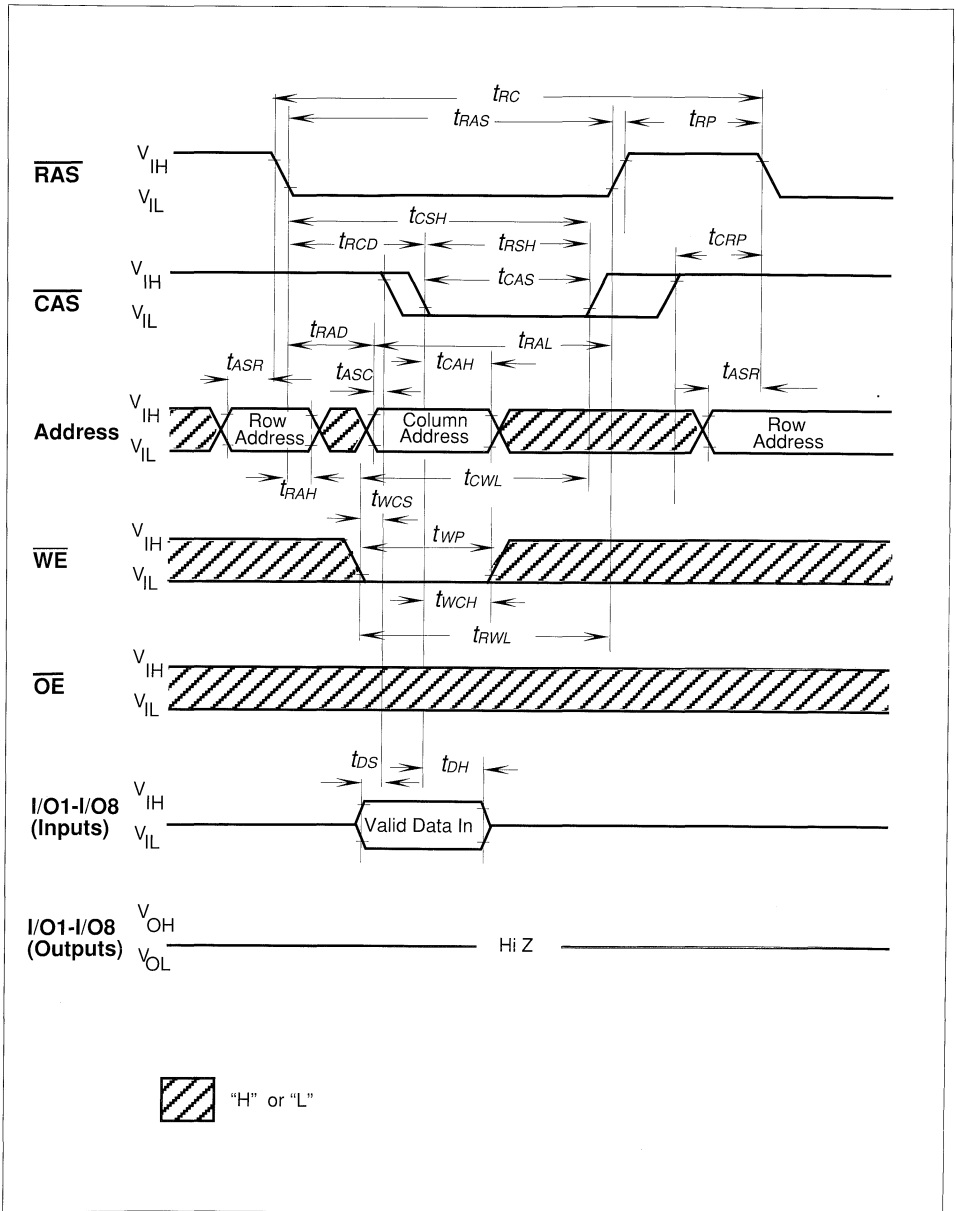 tRC
tRAS
tRP
RAS
VIH
VIL
tCSH
tRCD
tRSH
tCRP
CAS
VIH
VIL
tCAS
tRAD
tRAL
tASR
tASC
tCAH
tASR
Address
VIH
VIL
Row
Address
Column
Address
Row
Address
tRAH
tWCS
tCWL
WE
VIH
VIL
tWP
tWCH
tRWL
OE
VIH
VIL
tDS
tDH
I/O1-I/O8
(Inputs)
VIH
VIL
Valid Data In
I/O1-I/O8
(Outputs)
VOH
VOL
Hi Z
“H” or “L”